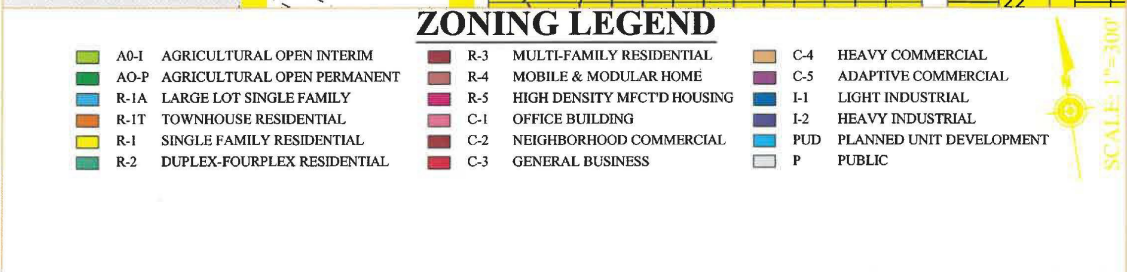 22
ZONING LEGEND
A0-I AGRICULTURAL OPEN INTERIM
AO-P AGRICULTURAL OPEN PERMANENT
R-1A LARGE LOT SINGLE FAMILY
R-1T TOWNHOUSE RESIDENTIAL
R-1 SINGLE FAMILY RESIDENTIAL
R-2 DUPLEX-FOURPLEX RESIDENTIAL
R-3 MULTI-FAMILY RESIDENTIAL
R-4 MOBILE & MODULAR HOME
R-5 HIGH DENSITY MFCT'D HOUSING
C-1 OFFICE BUILDING
C-2 NEIGHBORHOOD COMMERCIAL
C-3 GENERAL BUSINESS
C-4 HEAVY COMMERCIAL
C-5 ADAPTIVE COMMERCIAL
I-1 LIGHT INDUSTRIAL
I-2 HEAVY INDUSTRIAL
PUD PLANNED UNIT DEVELOPMENT
P PUBLIC
SCALE: 1"=300'